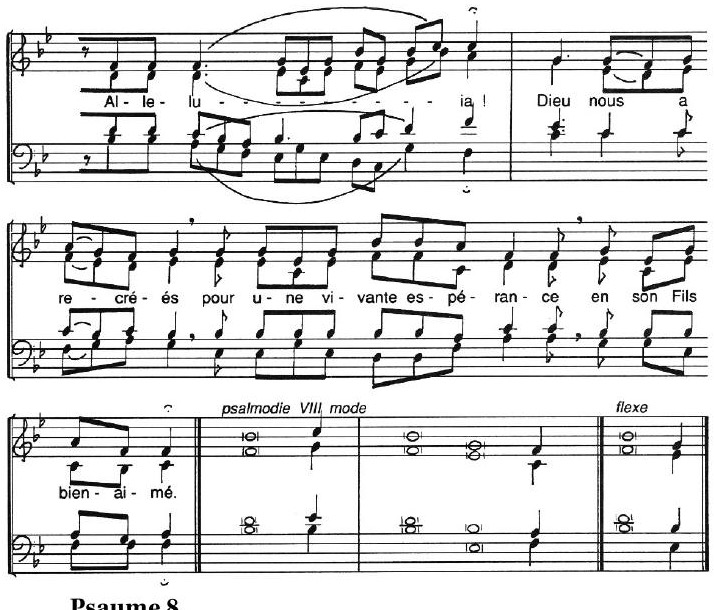 Al - le - lu - - - - - - - - - ia ! Dieu nous a
re - cré - és pour u - ne vi - vante es - pé - ran - ce en son Fils
psalmodie VIII mode flexe
bien - ai - mé.
Psaume 8